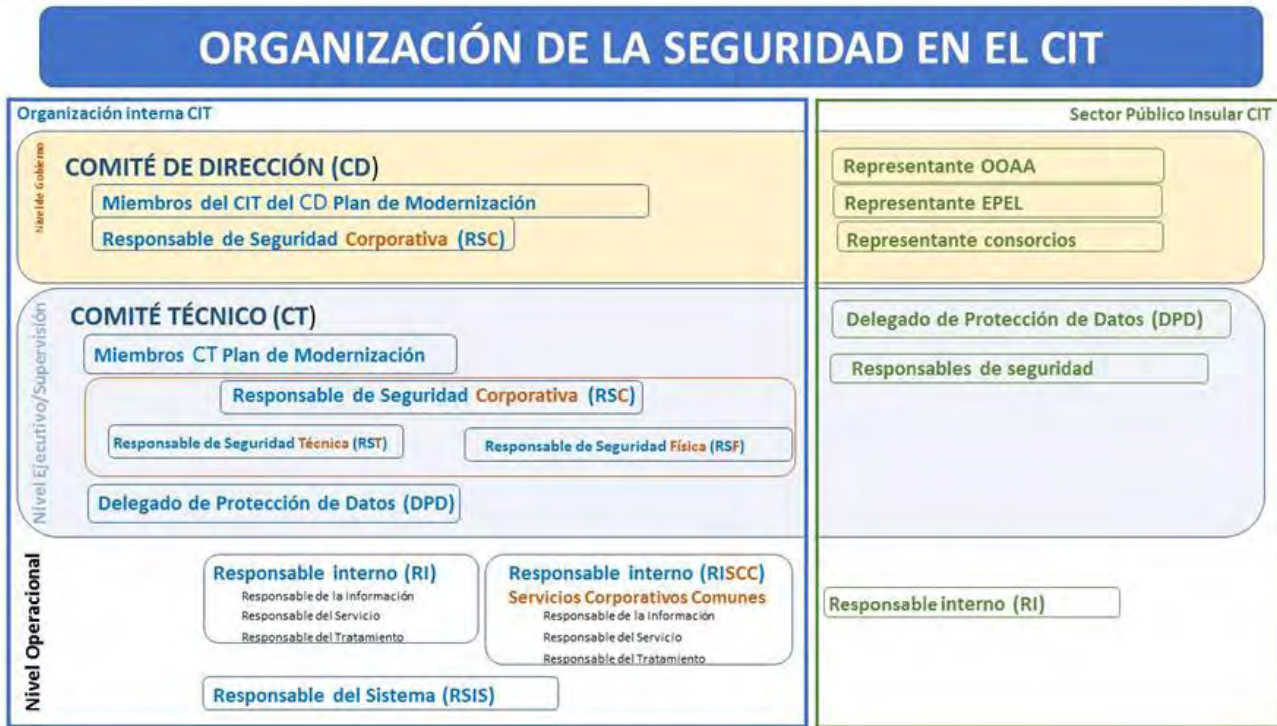 ORGANIZACIÓN DE LA SEGURIDAD EN EL CIT
Organización interna CIT
Nivel de Gobierno
COMITÉ DE DIRECCIÓN (CD)
Miembros del CIT del CD Plan de Modernización
Responsable de Seguridad Corporativa (RSC)
Nivel Ejecutivo/Supervisión
COMITÉ TÉCNICO (CT)
Miembros CT Plan de Modernización
Responsable de Seguridad Corporativa (RSC)
Responsable de Seguridad Técnica (RST)
Responsable de Seguridad Física (RSF)
Delegado de Protección de Datos (DPD)
Nivel Operacional
Responsable interno (RI)
Responsable de la Información
Responsable del Servicio
Responsable del Tratamiento
Responsable interno (RISCC)
Servicios Corporativos Comunes
Responsable de la Información
Responsable del Servicio
Responsable del Tratamiento
Responsable del Sistema (RSIS)
Sector Público Insular CIT
Representante OOAA
Representante EPEL
Representante consorcios
Delegado de Protección de Datos (DPD)
Responsables de seguridad
Responsable interno (RI)